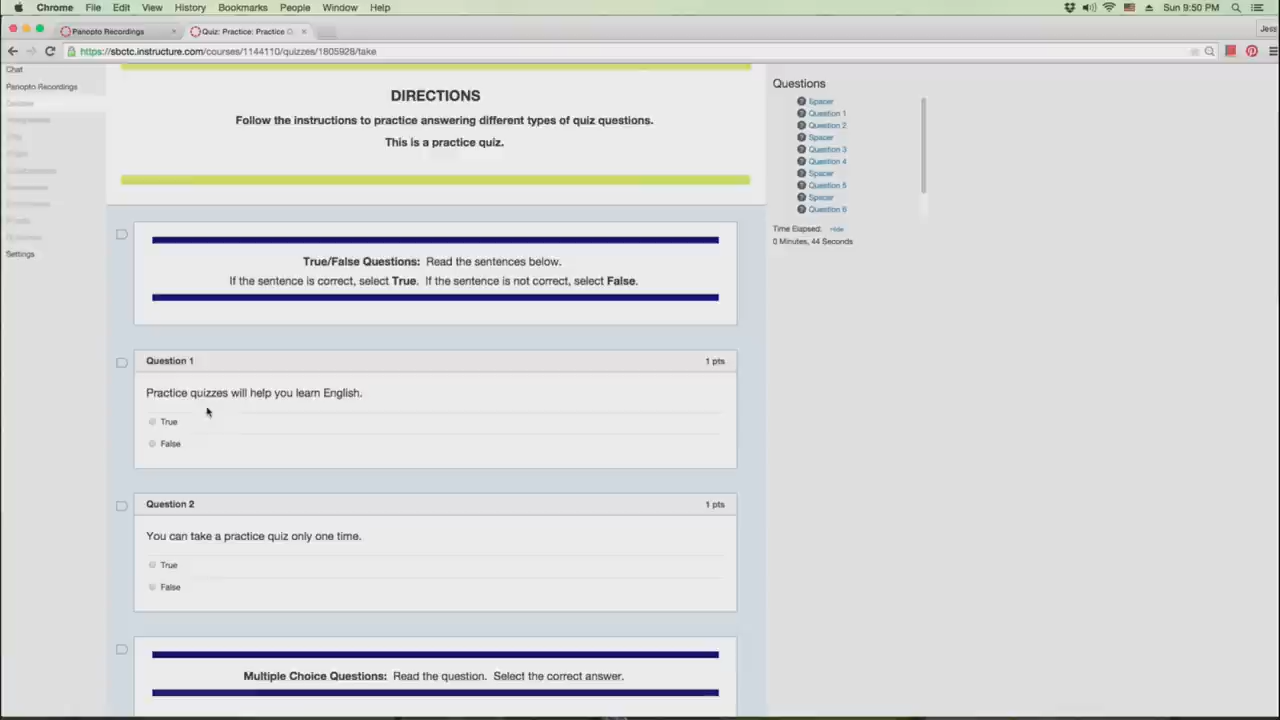 Chrome File Edit View History Bookmarks People Window Help Sun 9:50 PM
Panopto Recordings × Quiz: Practice: Practice × Jess
https://sbctc.instructure.com/courses/1144110/quizzes/1805928/take
Chat
Panopto Recordings
Settings
DIRECTIONS
Follow the instructions to practice answering different types of quiz questions.
This is a practice quiz.
True/False Questions: Read the sentences below.
If the sentence is correct, select True. If the sentence is not correct, select False.
Question 1 1 pts
Practice quizzes will help you learn English.
True
False
Question 2 1 pts
You can take a practice quiz only one time.
True
False
Multiple Choice Questions: Read the question. Select the correct answer.
Questions
Spacer
Question 1
Question 2
Spacer
Question 3
Question 4
Spacer
Question 5
Spacer
Question 6
Time Elapsed: Hide
0 Minutes, 44 Seconds